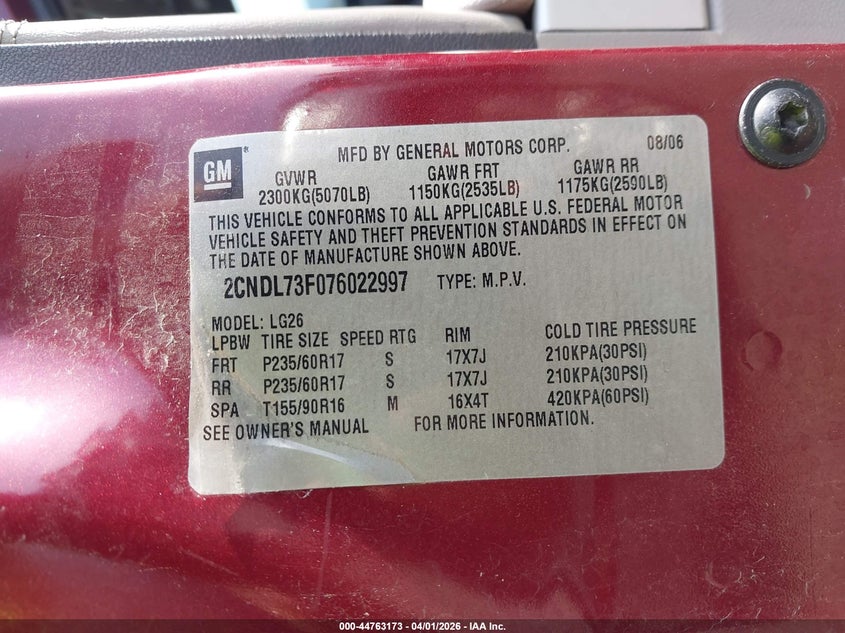 GM
MFD BY GENERAL MOTORS CORP. 08/06
GVWR GAWR FRT GAWR RR
2300KG(5070LB) 1150KG(2535LB) 1175KG(2590LB)
THIS VEHICLE CONFORMS TO ALL APPLICABLE U.S. FEDERAL MOTOR
VEHICLE SAFETY AND THEFT PREVENTION STANDARDS IN EFFECT ON
THE DATE OF MANUFACTURE SHOWN ABOVE.
2CNDL73F076022997 TYPE: M.P.V.
MODEL: LG26
LPBW TIRE SIZE SPEED RTG RIM COLD TIRE PRESSURE
FRT P235/60R17 S 17X7J 210KPA(30PSI)
RR P235/60R17 S 17X7J 210KPA(30PSI)
SPA T155/90R16 M 16X4T 420KPA(60PSI)
SEE OWNER'S MANUAL FOR MORE INFORMATION.
000-44763173 | 04/01/2026 | IAA Inc.